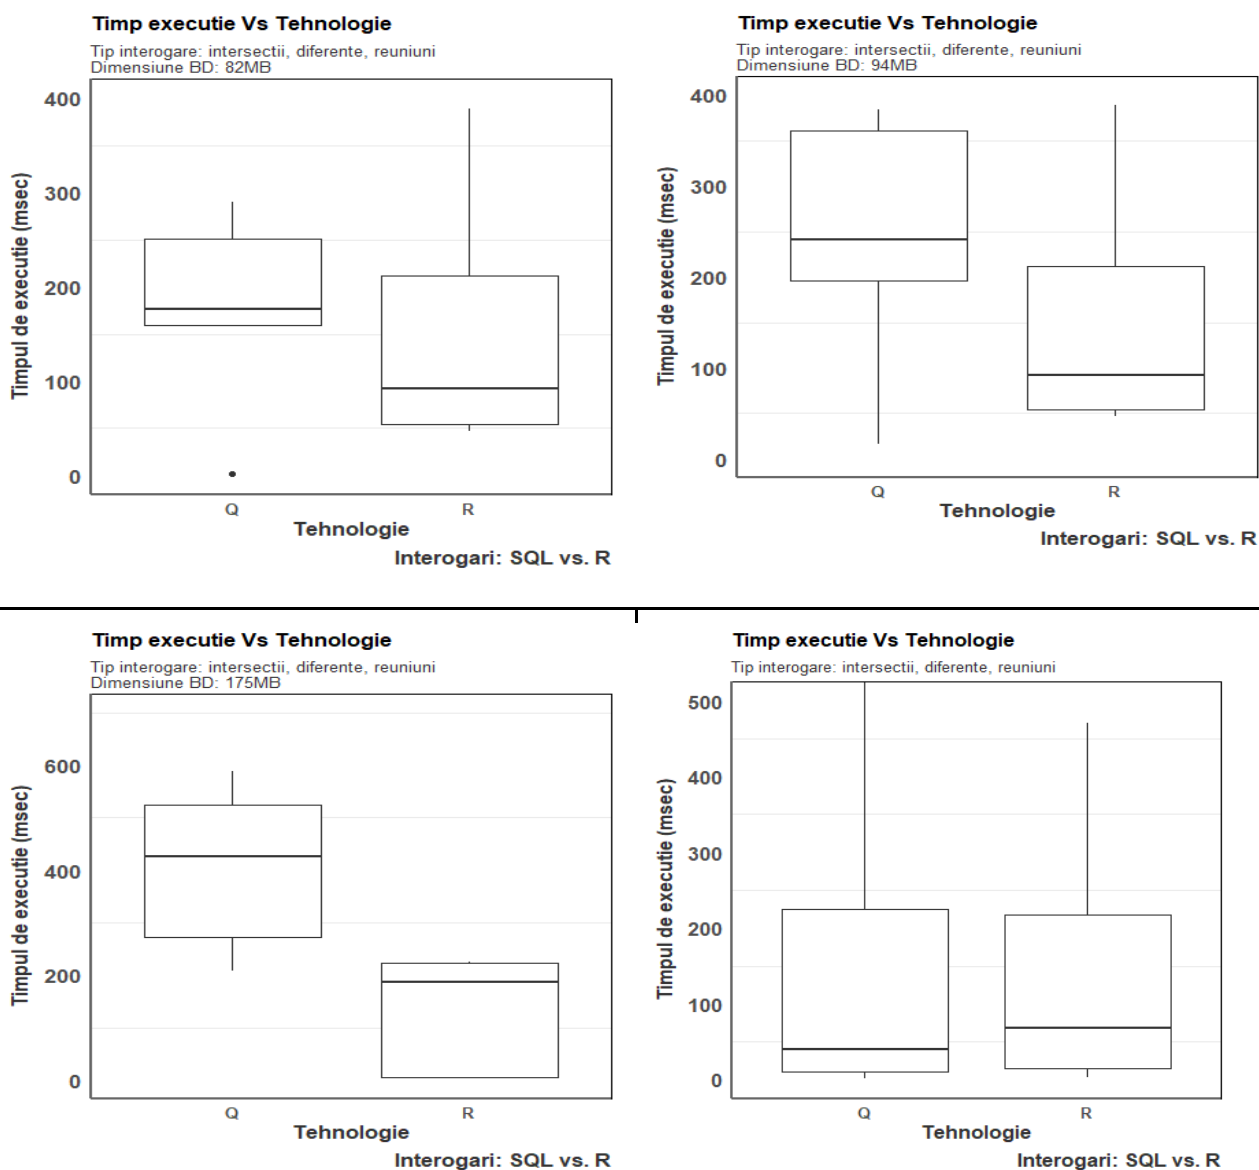 Timp executie Vs Tehnologie
Tip interogare: intersectii, diferente, reuniuni
Dimensiune BD: 82MB
400
300
200
100
0
Timpul de executie (msec)
Q
R
Tehnologie
Interogari: SQL vs. R
Timp executie Vs Tehnologie
Tip interogare: intersectii, diferente, reuniuni
Dimensiune BD: 94MB
400
300
200
100
0
Timpul de executie (msec)
Q
R
Tehnologie
Interogari: SQL vs. R
Timp executie Vs Tehnologie
Tip interogare: intersectii, diferente, reuniuni
Dimensiune BD: 175MB
600
400
200
0
Timpul de executie (msec)
Q
R
Tehnologie
Interogari: SQL vs. R
Timp executie Vs Tehnologie
Tip interogare: intersectii, diferente, reuniuni
500
400
300
200
100
0
Timpul de executie (msec)
Q
R
Tehnologie
Interogari: SQL vs. R